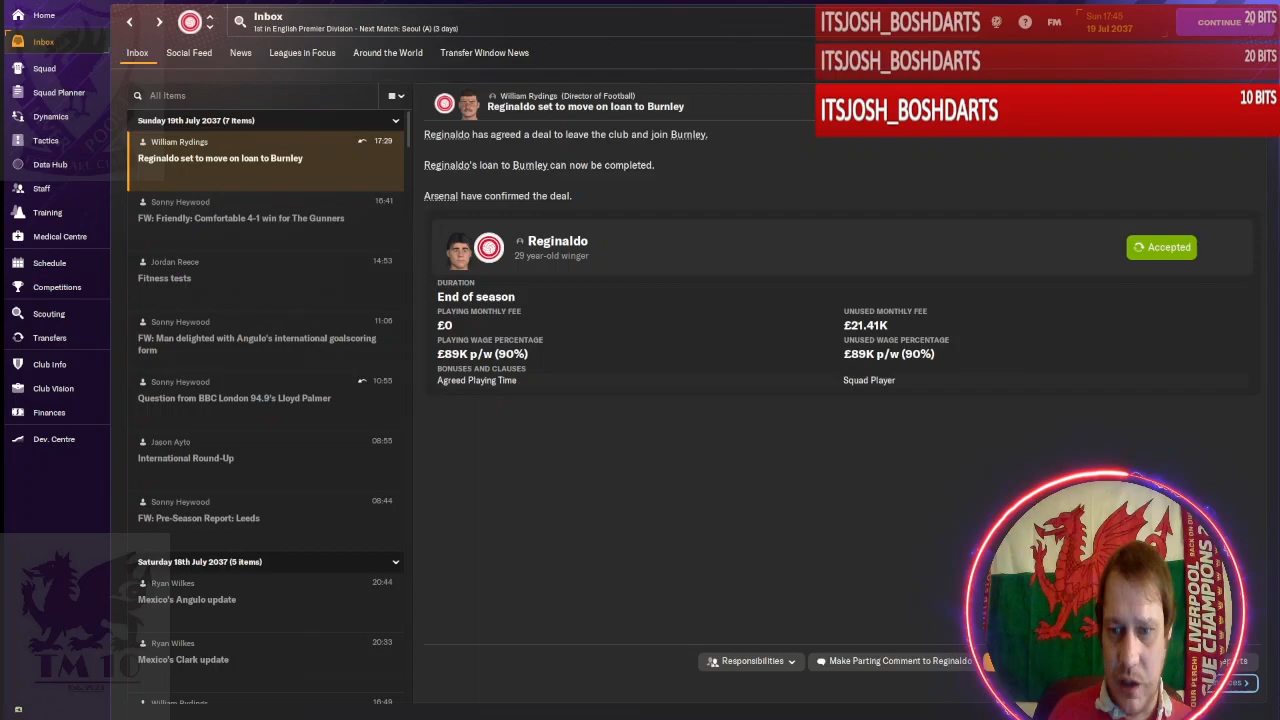 Home
Inbox
Squad
Squad Planner
Dynamics
Tactics
Data Hub
Staff
Training
Medical Centre
Schedule
Competitions
Scouting
Transfers
Club Info
Club Vision
Finances
Dev. Centre
TM10
Inbox
1st in English Premier Division - Next Match: Seoul (A) (3 days)
FM
Sun 17:45
19 Jul 2037
CONTINUE
ITSJOSH_BOSHDARTS
20 BITS
ITSJOSH_BOSHDARTS
20 BITS
ITSJOSH_BOSHDARTS
10 BITS
Inbox
Social Feed
News
Leagues in Focus
Around the World
Transfer Window News
All Items
Sunday 19th July 2037 (7 items)
William Rydings
17:29
Reginaldo set to move on loan to Burnley
Sonny Heywood
16:41
FW: Friendly: Comfortable 4-1 win for The Gunners
Jordan Reece
14:53
Fitness tests
Sonny Heywood
11:06
FW: Man delighted with Angulo's international goalscoring
form
Sonny Heywood
10:55
Question from BBC London 94.9's Lloyd Palmer
Jason Ayto
08:55
International Round-Up
Sonny Heywood
08:44
FW: Pre-Season Report: Leeds
Saturday 18th July 2037 (5 items)
Ryan Wilkes
20:44
Mexico's Angulo update
Ryan Wilkes
20:33
Mexico's Clark update
William Rydings
16:49
William Rydings (Director of Football)
Reginaldo set to move on loan to Burnley
Reginaldo has agreed a deal to leave the club and join Burnley.
Reginaldo's loan to Burnley can now be completed.
Arsenal have confirmed the deal.
Reginaldo
29 year-old winger
Accepted
DURATION
End of season
PLAYING MONTHLY FEE
£0
UNUSED MONTHLY FEE
£21.41K
PLAYING WAGE PERCENTAGE
£89K p/w (90%)
UNUSED WAGE PERCENTAGE
£89K p/w (90%)
BONUSES AND CLAUSES
Agreed Playing Time
Squad Player
Responsibilities
Make Parting Comment to Reginaldo
LIVERPOOL